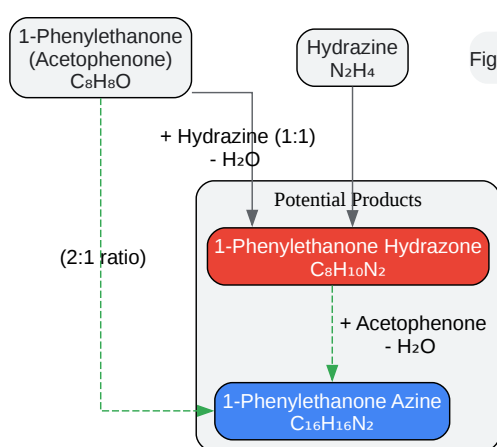 1-Phenylethanone
(Acetophenone)
C₈H₈O
Hydrazine
N₂H₄
Fig
+ Hydrazine (1:1)
- H₂O
Potential Products
1-Phenylethanone Hydrazone
C₈H₁₀N₂
(2:1 ratio)
+ Acetophenone
- H₂O
1-Phenylethanone Azine
C₁₆H₁₆N₂